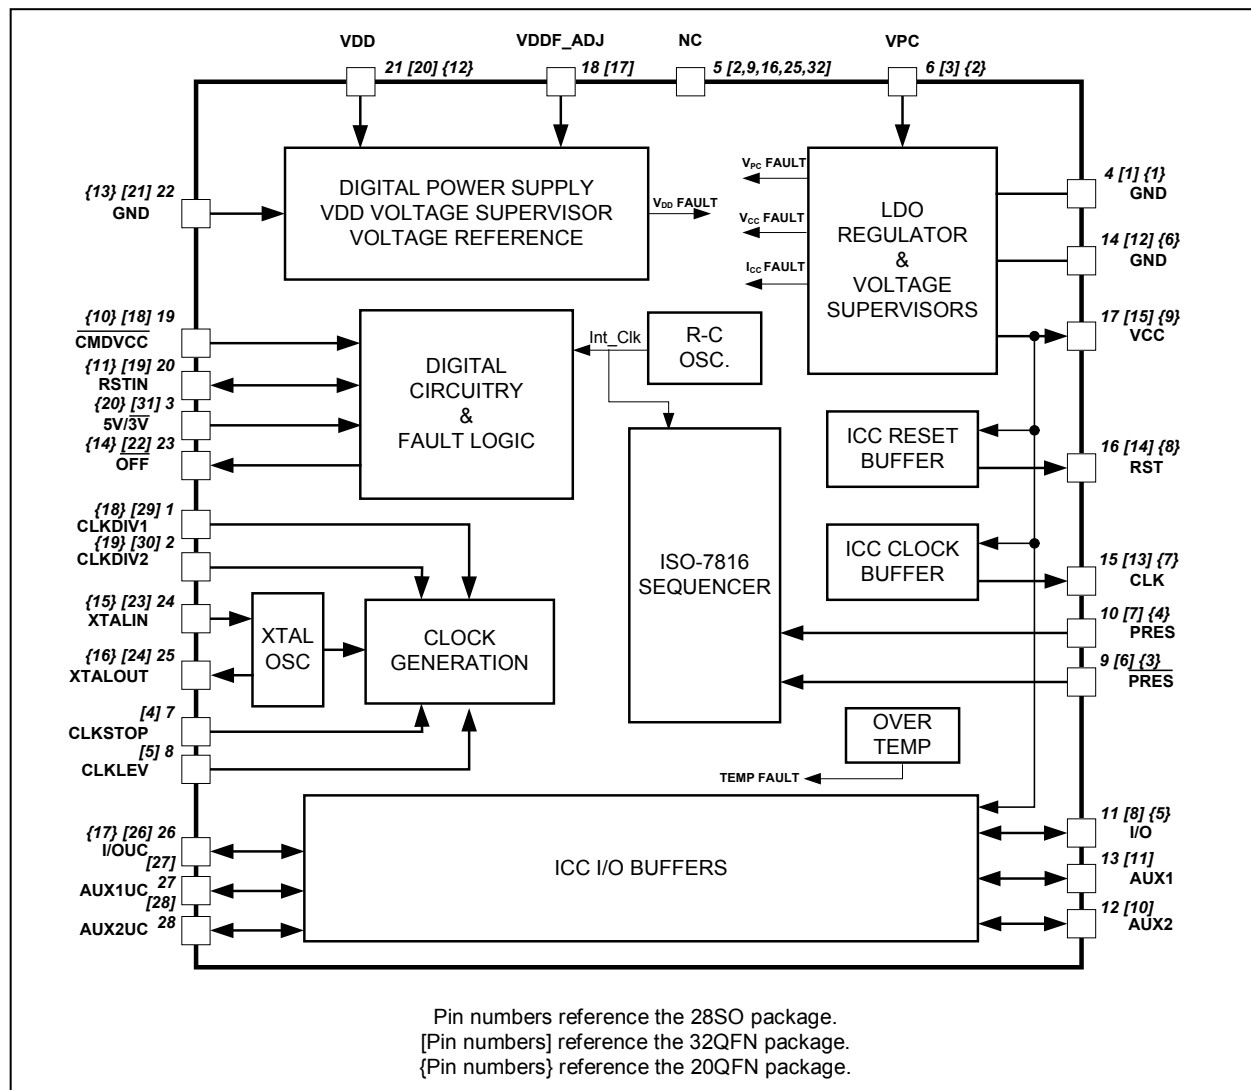 VDD
VDDF_ADJ
NC
VPC
21 [20] {12}
18 [17]
5 [2,9,16,25,32]
6 [3] {2}
{13} [21] 22
GND
DIGITAL POWER SUPPLY
VDD VOLTAGE SUPERVISOR
VOLTAGE REFERENCE
VDD FAULT
VPC FAULT
VCC FAULT
ICC FAULT
LDO
REGULATOR
&
VOLTAGE
SUPERVISORS
4 [1] {1}
GND
14 [12] {6}
GND
17 [15] {9}
VCC
{10} [18] 19
CMDVCC
{11} [19] 20
RSTIN
{20} [31] 3
5V/3V
{14} [22] 23
OFF
DIGITAL
CIRCUITRY
&
FAULT LOGIC
Int_Clk
R-C
OSC.
ICC RESET
BUFFER
16 [14] {8}
RST
{18} [29] 1
CLKDIV1
{19} [30] 2
CLKDIV2
{15} [23] 24
XTALIN
{16} [24] 25
XTALOUT
[4] 7
CLKSTOP
[5] 8
CLKLEV
XTAL
OSC
CLOCK
GENERATION
ISO-7816
SEQUENCER
ICC CLOCK
BUFFER
15 [13] {7}
CLK
10 [7] {4}
PRES
9 [6] {3}
PRES
OVER
TEMP
TEMP FAULT
{17} [26] 26
I/OUC
[27]
27
AUX1UC
[28]
28
AUX2UC
ICC I/O BUFFERS
11 [8] {5}
I/O
13 [11]
AUX1
12 [10]
AUX2
Pin numbers reference the 28SO package.
[Pin numbers] reference the 32QFN package.
{Pin numbers} reference the 20QFN package.